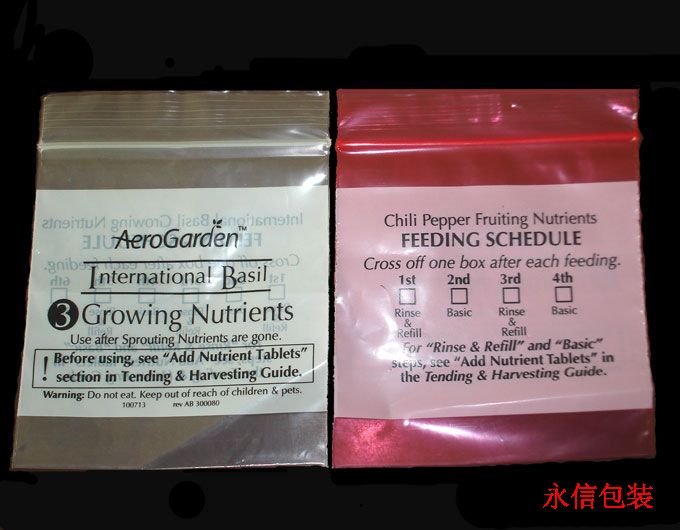 AeroGarden™
International Basil
3 Growing Nutrients
Use after Sprouting Nutrients are gone.
! Before using, see “Add Nutrient Tablets”
section in Tending & Harvesting Guide.
Warning: Do not eat. Keep out of reach of children & pets.
100713 rev AB 300080
Chili Pepper Fruiting Nutrients
FEEDING SCHEDULE
Cross off one box after each feeding.
1st 2nd 3rd 4th
Rinse Basic Rinse Basic
& &
Refill Refill
For “Rinse & Refill” and “Basic”
steps, see “Add Nutrient Tablets” in
the Tending & Harvesting Guide.
永信包装